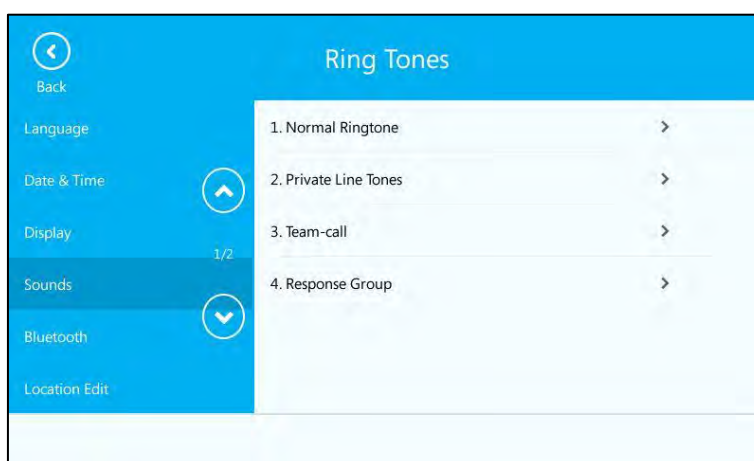 Ring Tones
Back
Language
Date & Time
Display
1/2
Sounds
Bluetooth
Location Edit
1. Normal Ringtone
2. Private Line Tones
3. Team-call
4. Response Group